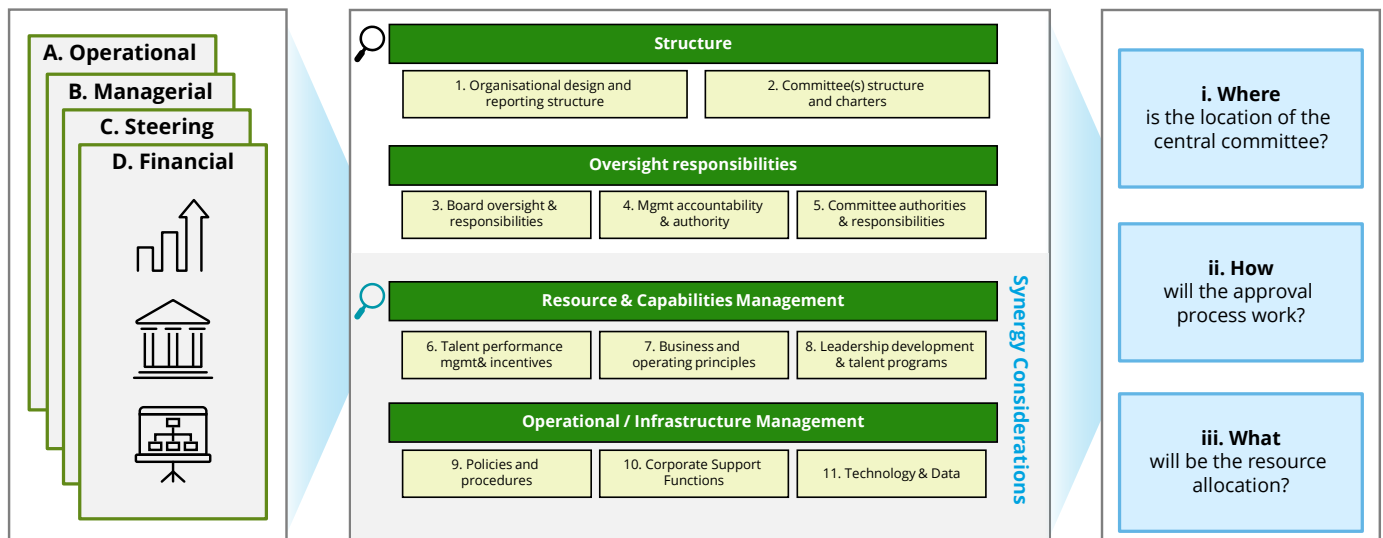 A. Operational
B. Managerial
C. Steering
D. Financial
Structure
1. Organisational design and
reporting structure
2. Committee(s) structure
and charters
Oversight responsibilities
3. Board oversight &
responsibilities
4. Mgmt accountability
& authority
5. Committee authorities
& responsibilities
Synergy Considerations
Resource & Capabilities Management
6. Talent performance
mgmt& incentives
7. Business and
operating principles
8. Leadership development
& talent programs
Operational / Infrastructure Management
9. Policies and
procedures
10. Corporate Support
Functions
11. Technology & Data
i. Where
is the location of the
central committee?
ii. How
will the approval
process work?
iii. What
will be the resource
allocation?